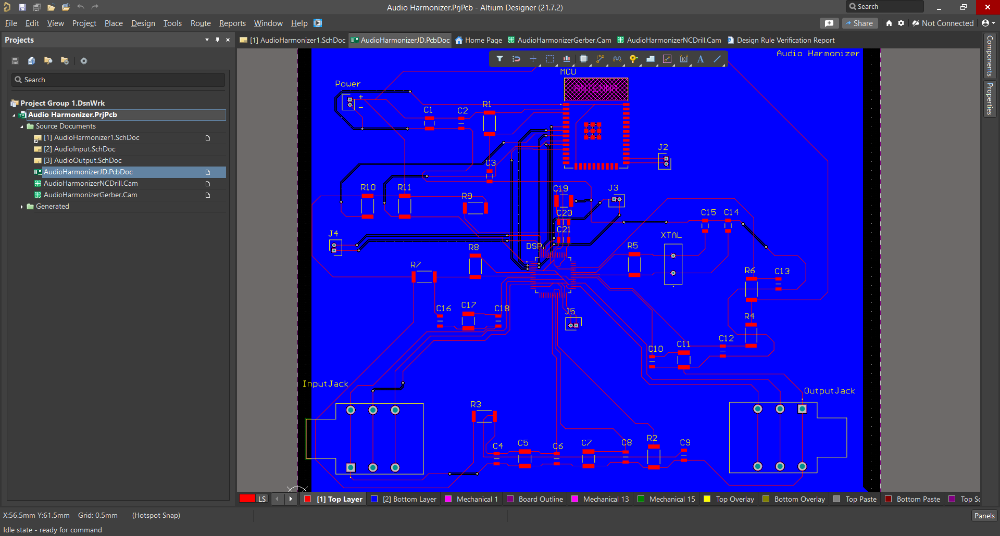 Audio Harmonizer.PrjPcb - Altium Designer (21.7.2)
Search
File Edit View Project Place Design Tools Route Reports Window Help
Share
Not Connected
Projects
[1] AudioHarmonizer1.SchDoc
AudioHarmonizerJD.PcbDoc
Home Page
AudioHarmonizerGerber.Cam
AudioHarmonizerNCDrill.Cam
Design Rule Verification Report
Components
Properties
Search
Project Group 1.DsnWrk
Audio Harmonizer.PrjPcb
Source Documents
[1] AudioHarmonizer1.SchDoc
[2] AudioInput.SchDoc
[3] AudioOutput.SchDoc
AudioHarmonizerJD.PcbDoc
AudioHarmonizerNCDrill.Cam
AudioHarmonizerGerber.Cam
Generated
Audio Harmonizer
MCU
ANTENNA
Power
+
−
C1
C2
R1
J2
C3
R10
R11
R9
C19
J3
C20
C15
C14
C21
J4
XTAL
R8
DSP
R5
R7
R6
C13
C16
C17
C18
J5
R4
C12
C10
C11
InputJack
OutputJack
R3
C4
C5
C6
C7
C8
R2
C9
LS
[1] Top Layer
[2] Bottom Layer
Mechanical 1
Board Outline
Mechanical 13
Mechanical 15
Top Overlay
Bottom Overlay
Top Paste
Bottom Paste
Top So
X:56.5mm Y:61.5mm Grid: 0.5mm (Hotspot Snap)
Panels
Idle state - ready for command